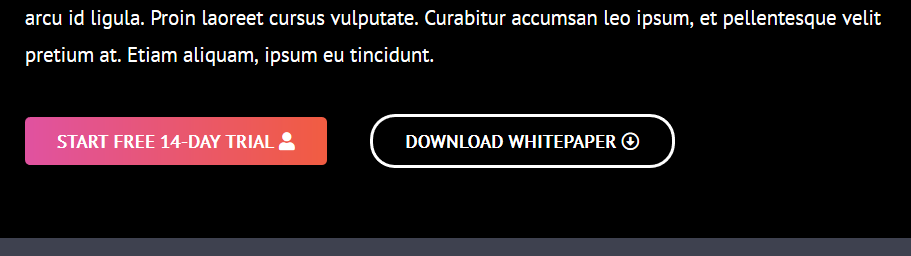 arcu id ligula. Proin laoreet cursus vulputate. Curabitur accumsan leo ipsum, et pellentesque velit
pretium at. Etiam aliquam, ipsum eu tincidunt.
START FREE 14-DAY TRIAL
DOWNLOAD WHITEPAPER